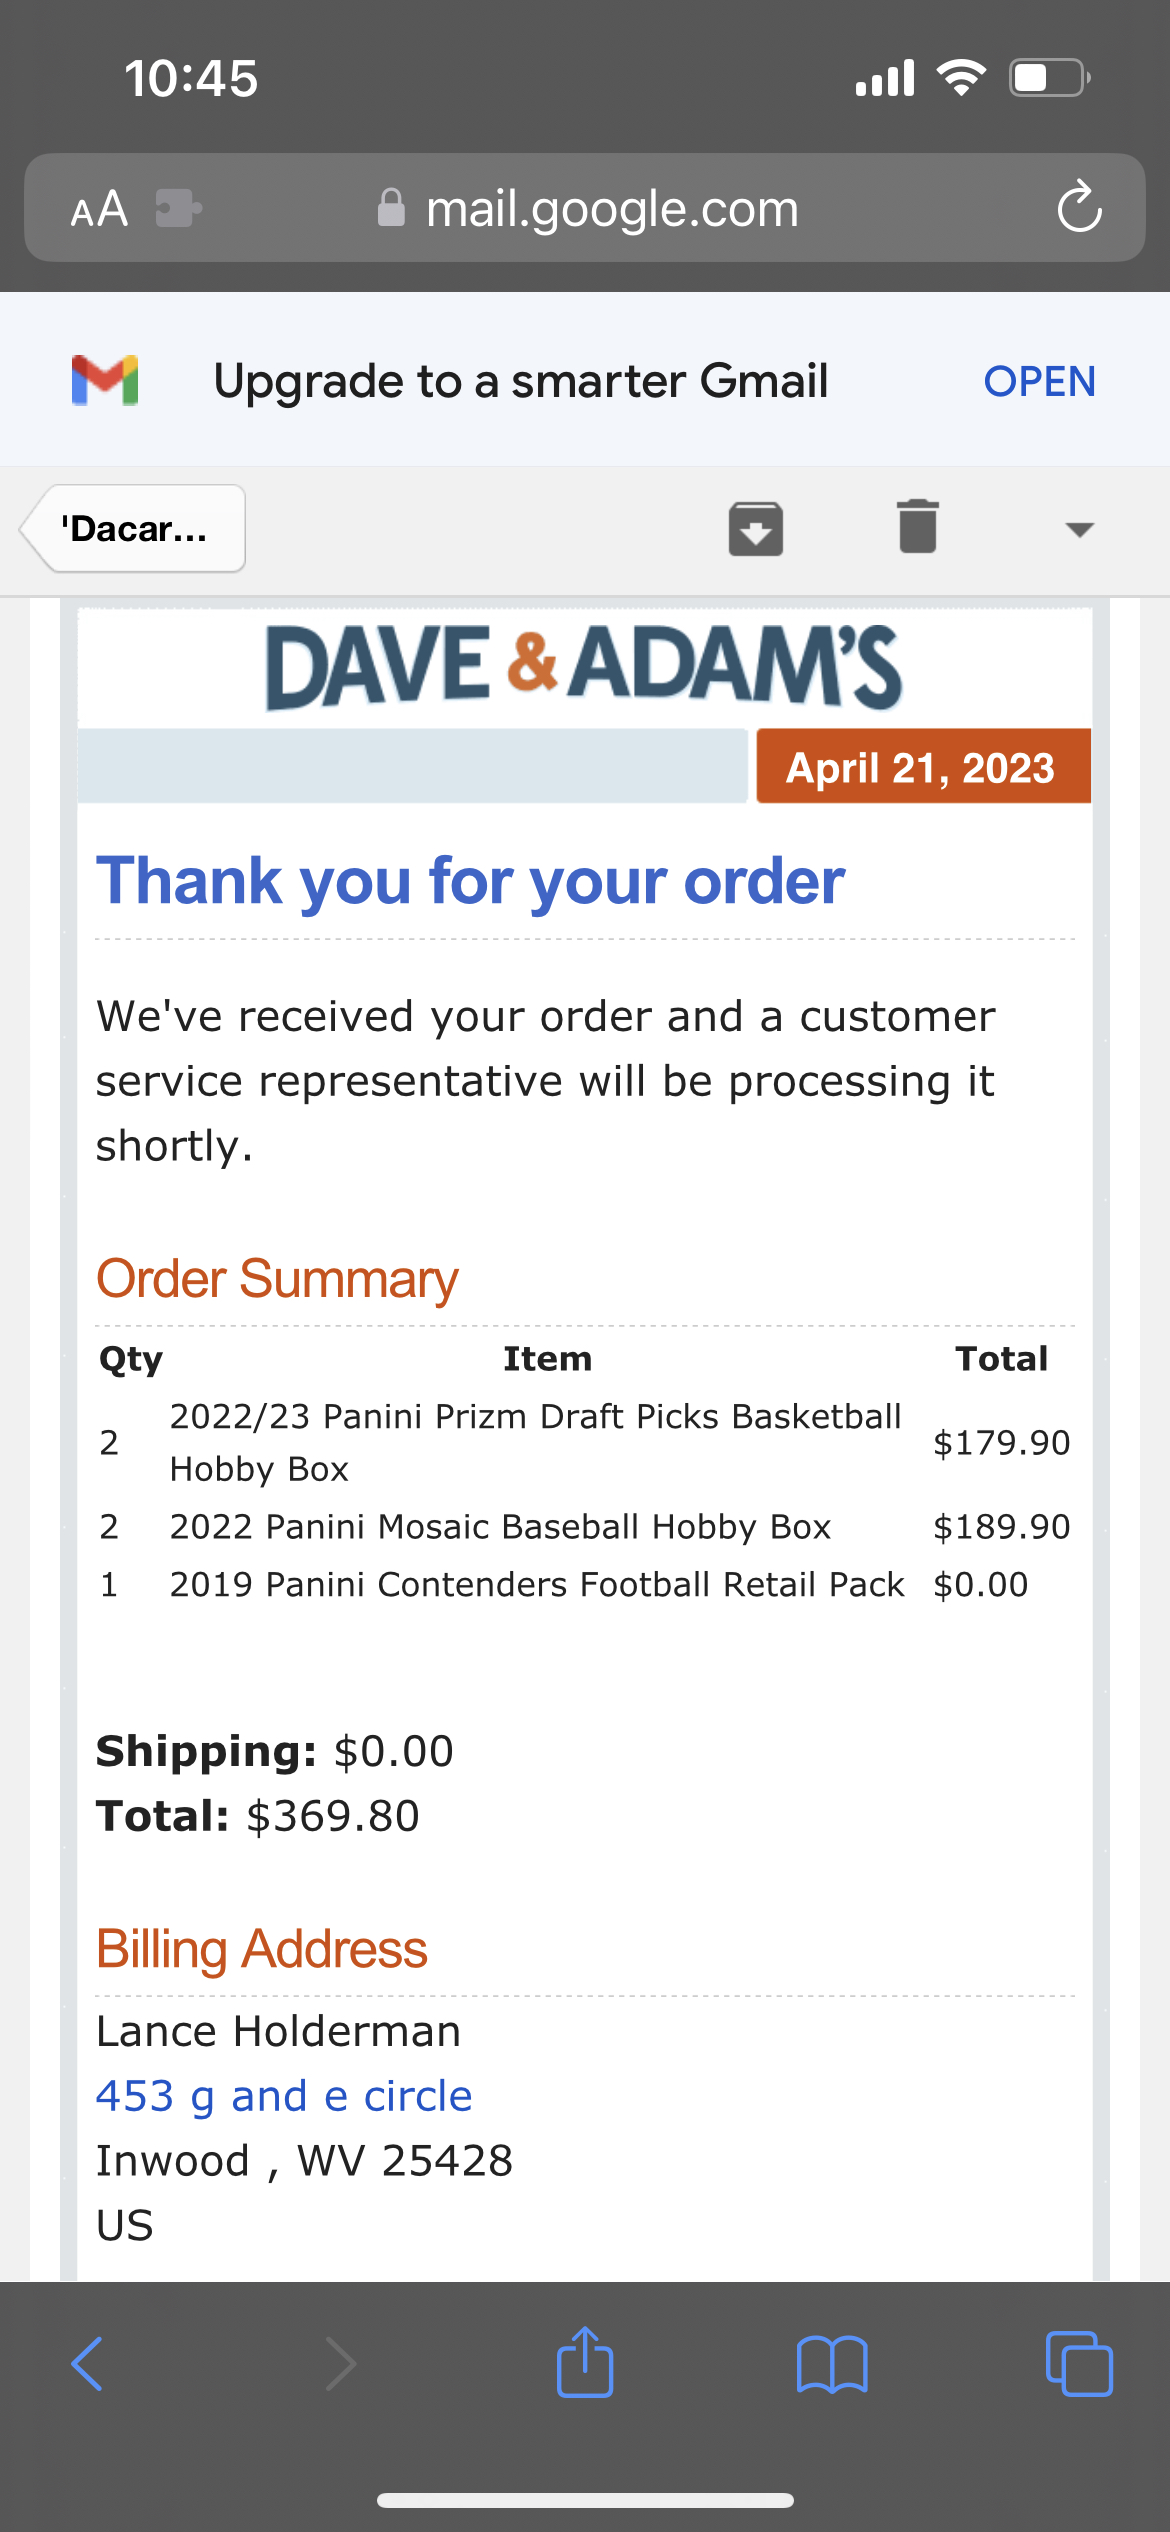 10:45
AA mail.google.com
Upgrade to a smarter Gmail OPEN
'Dacar...
DAVE & ADAM'S
April 21, 2023
Thank you for your order
We've received your order and a customer
service representative will be processing it
shortly.
Order Summary
Qty Item Total
2 2022/23 Panini Prizm Draft Picks Basketball
Hobby Box $179.90
2 2022 Panini Mosaic Baseball Hobby Box $189.90
1 2019 Panini Contenders Football Retail Pack $0.00
Shipping: $0.00
Total: $369.80
Billing Address
Lance Holderman
453 g and e circle
Inwood , WV 25428
US